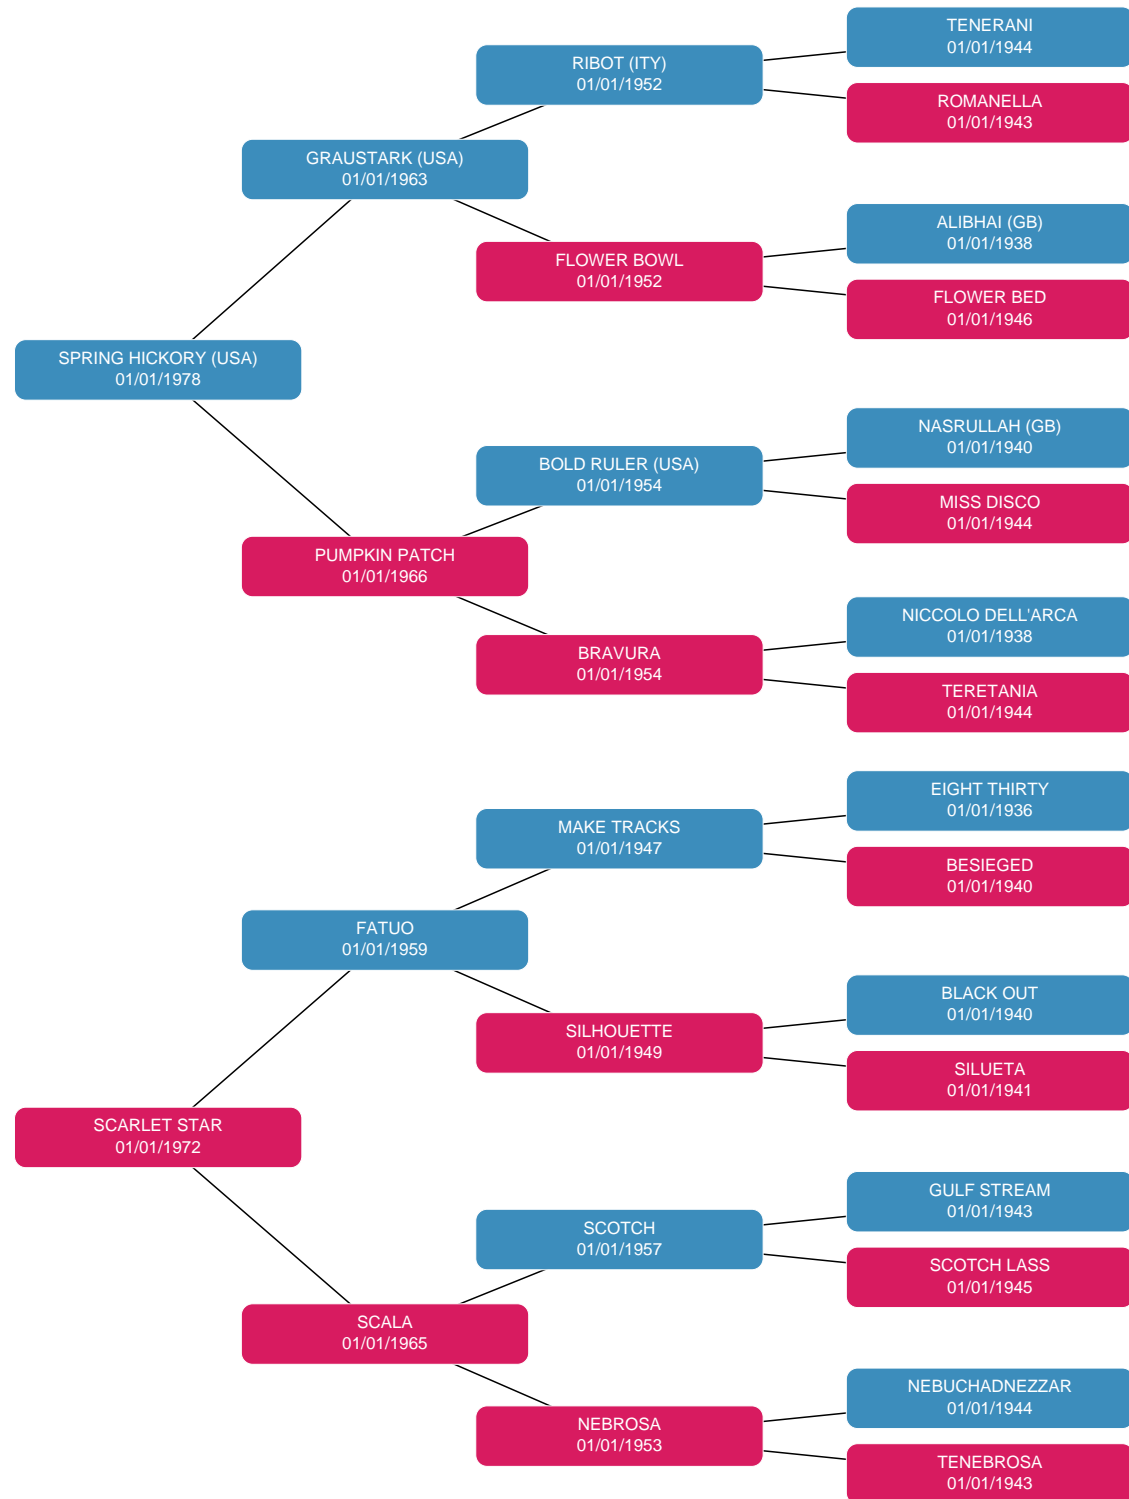 TENERANI
01/01/1944
RIBOT (ITY)
01/01/1952
ROMANELLA
01/01/1943
GRAUSTARK (USA)
01/01/1963
ALIBHAI (GB)
01/01/1938
FLOWER BOWL
01/01/1952
FLOWER BED
01/01/1946
SPRING HICKORY (USA)
01/01/1978
NASRULLAH (GB)
01/01/1940
BOLD RULER (USA)
01/01/1954
MISS DISCO
01/01/1944
PUMPKIN PATCH
01/01/1966
NICCOLO DELL'ARCA
01/01/1938
BRAVURA
01/01/1954
TERETANIA
01/01/1944
EIGHT THIRTY
01/01/1936
MAKE TRACKS
01/01/1947
BESIEGED
01/01/1940
FATUO
01/01/1959
BLACK OUT
01/01/1940
SILHOUETTE
01/01/1949
SILUETA
01/01/1941
SCARLET STAR
01/01/1972
GULF STREAM
01/01/1943
SCOTCH
01/01/1957
SCOTCH LASS
01/01/1945
SCALA
01/01/1965
NEBUCHADNEZZAR
01/01/1944
NEBROSA
01/01/1953
TENEBROSA
01/01/1943